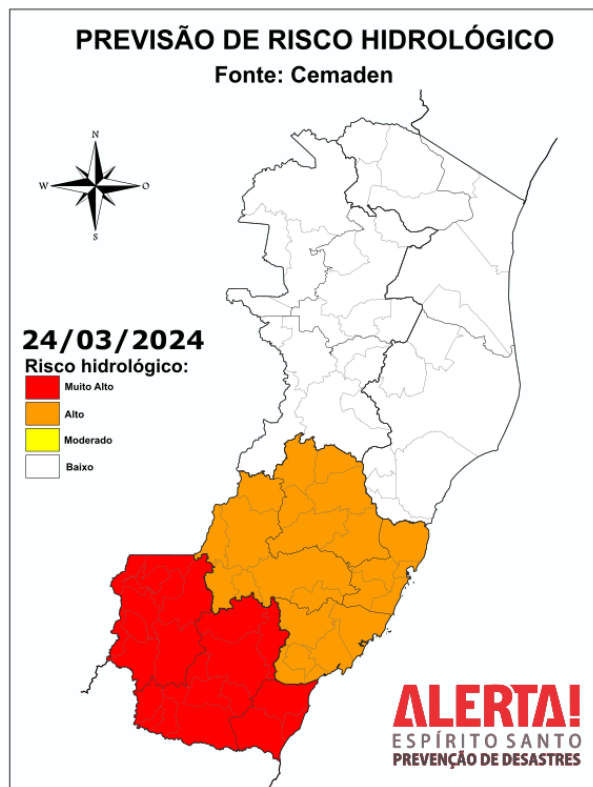 PREVISÃO DE RISCO HIDROLÓGICO
Fonte: Cemaden
N
W
O
S
24/03/2024
Risco hidrológico:
Muito Alto
Alto
Moderado
Baixo
ALERTA!
ESPÍRITO SANTO
PREVENÇÃO DE DESASTRES